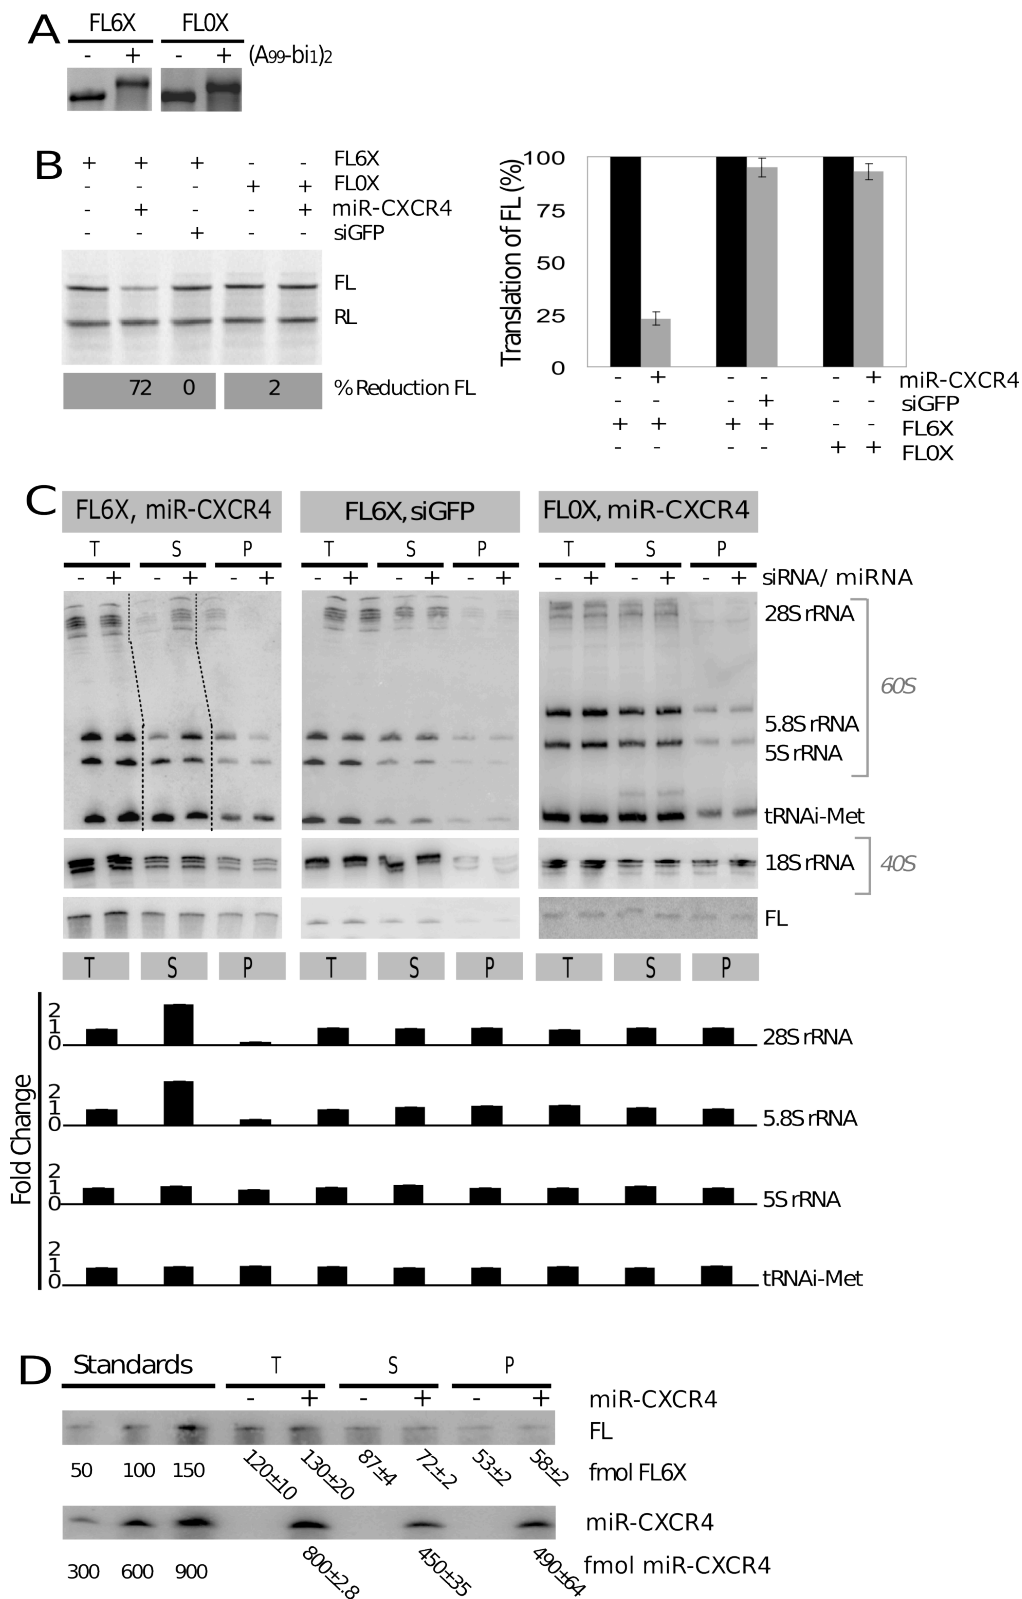 A
FL6X FL0X
- + - + (A99-bi1)2
B
+ + + - - FL6X
- - - + + FL0X
- + - - + miR-CXCR4
- - + - - siGFP
FL
RL
72 0 2 % Reduction FL
Translation of FL (%)
100
75
50
25
0
- + - - - + miR-CXCR4
- - - + - - siGFP
+ + + + - - FL6X
- - - - + + FL0X
C
FL6X, miR-CXCR4 FL6X, siGFP FL0X, miR-CXCR4
T S P T S P T S P
- + - + - + - + - + - + - + - + - + siRNA/ miRNA
28S rRNA
60S
5.8S rRNA
5S rRNA
tRNAi-Met
18S rRNA 40S
FL
T S P T S P T S P
Fold Change
2
1
0
28S rRNA
2
1
0
5.8S rRNA
2
1
0
5S rRNA
2
1
0
tRNAi-Met
D
Standards T S P
- + - + - + miR-CXCR4
FL
50 100 150 120±10 130±20 87±4 72±2 53±2 58±2 fmol FL6X
miR-CXCR4
300 600 900 800±2.8 450±35 490±64 fmol miR-CXCR4